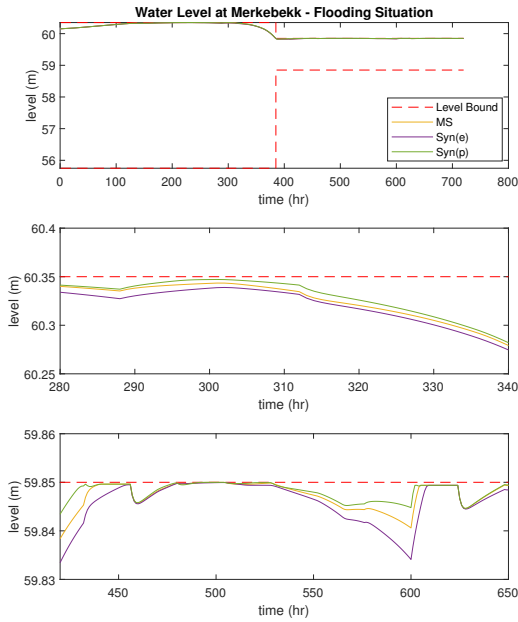 Water Level at Merkebekk - Flooding Situation
60
59
58
57
56
level (m)
0 100 200 300 400 500 600 700 800
time (hr)
Level Bound
MS
Syn(e)
Syn(p)
60.4
60.35
60.3
60.25
level (m)
280 290 300 310 320 330 340
time (hr)
59.86
59.85
59.84
59.83
level (m)
450 500 550 600 650
time (hr)